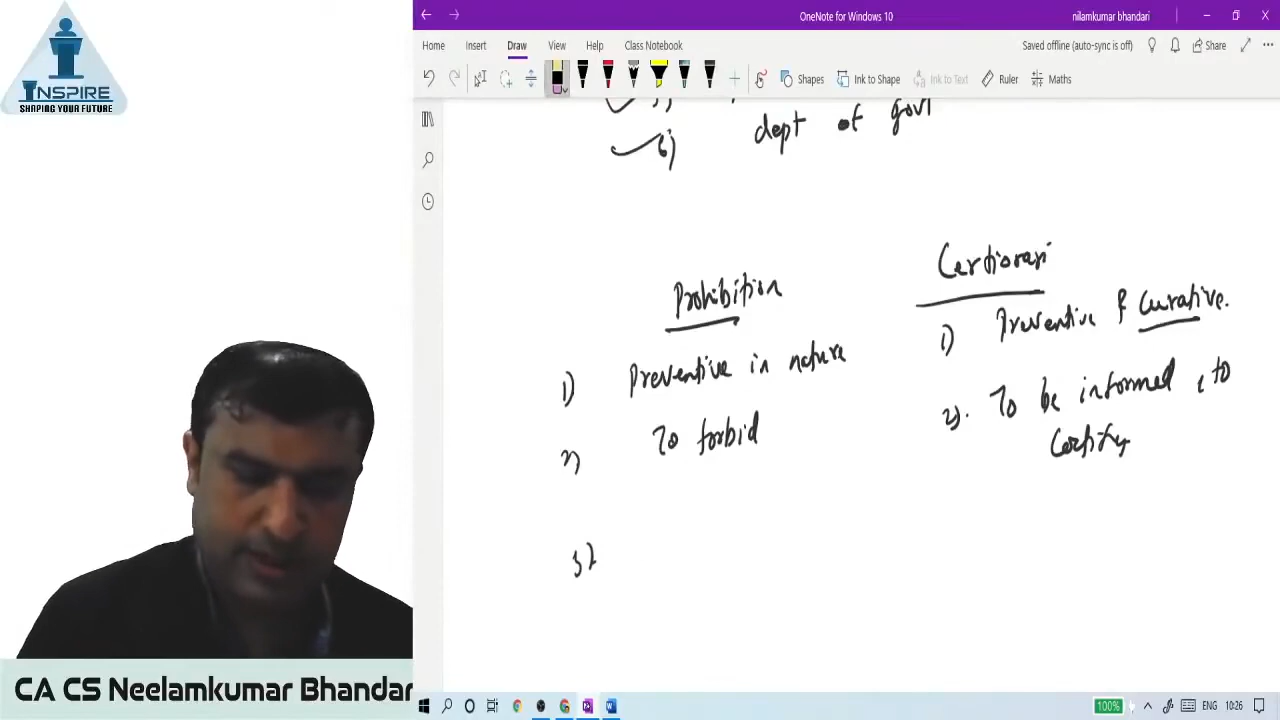 INSPIRE
SHAPING YOUR FUTURE
OneNote for Windows 10
nilamkumar bhandari
Home Insert Draw View Help Class Notebook
Saved offline (auto-sync is off)
Share
Shapes
Ink to Shape
Ink to Text
Ruler
Maths
dept of govt
6)
Prohibition
1) Preventive in nature
2) To forbid
3)
Certiorari
1) Preventive & Curative.
2). To be informed, to
Certify
CA CS Neelamkumar Bhandar
100%
ENG
10:26